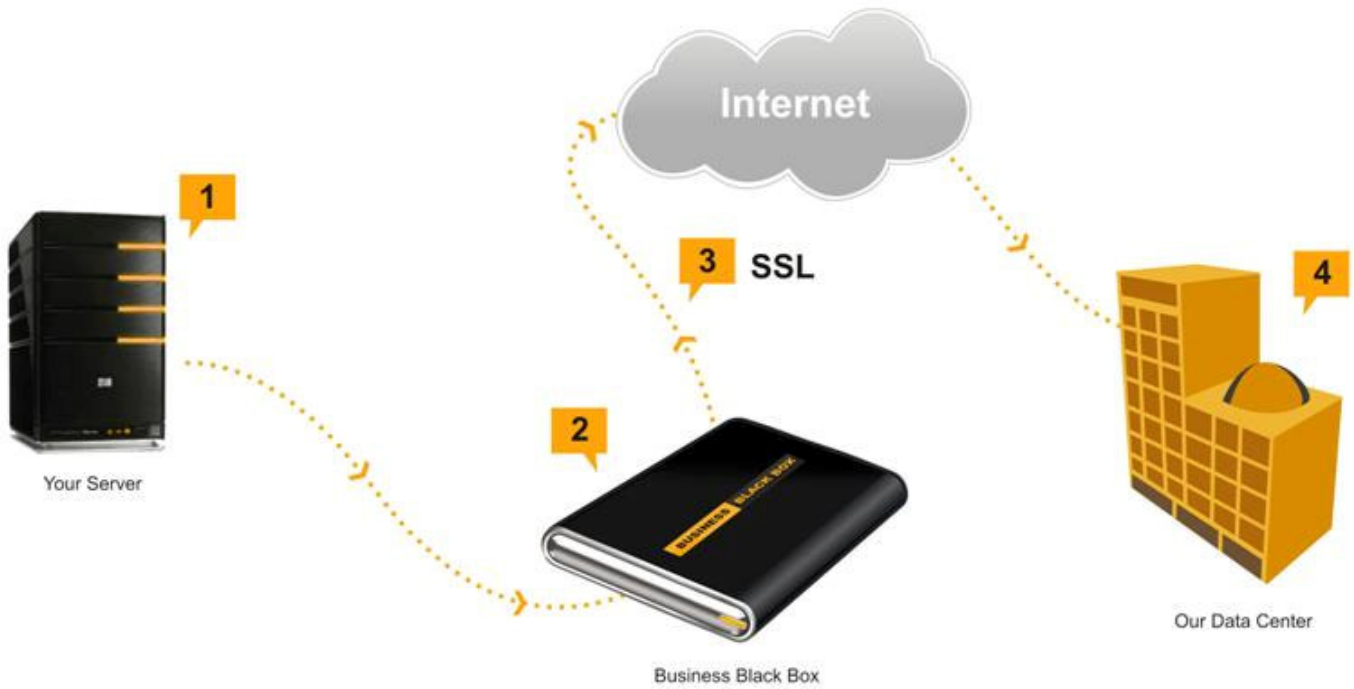 Internet
1
3 SSL
4
2
Your Server
BUSINESS BLACK BOX
Our Data Center
Business Black Box